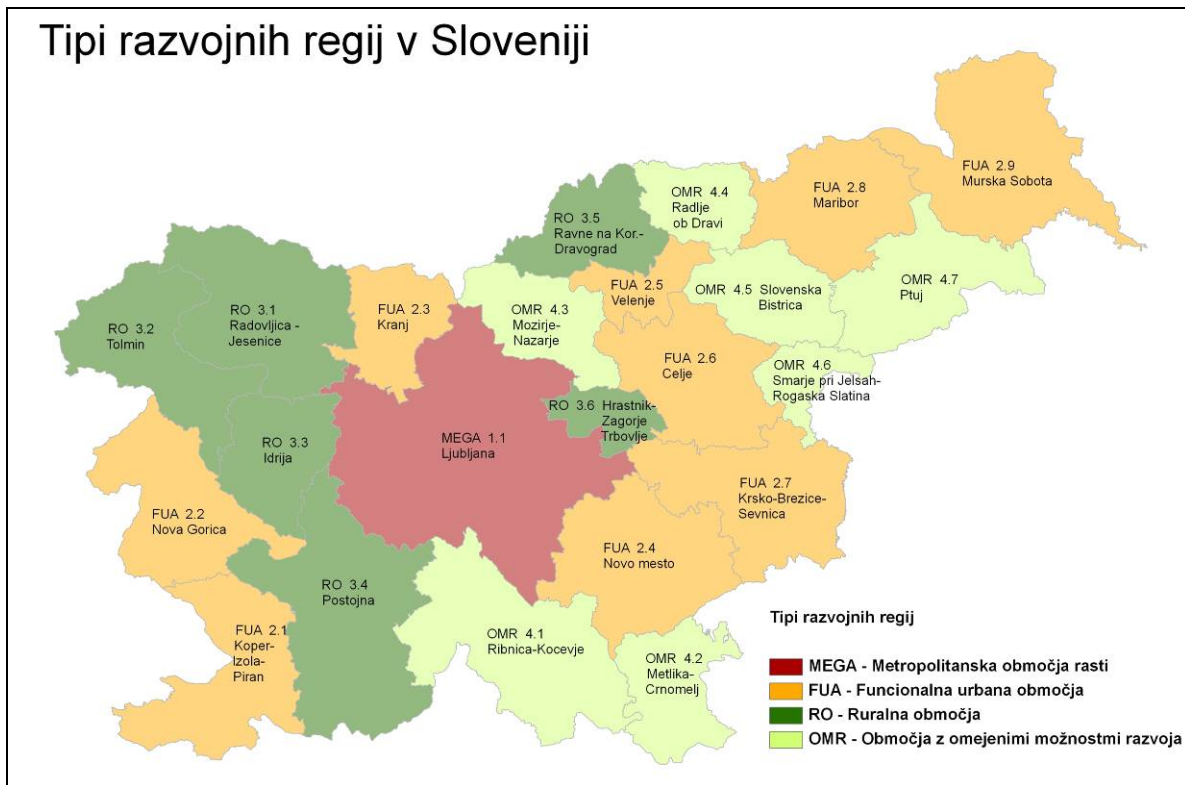 Tipi razvojnih regij v Sloveniji
FUA 2.9
Murska Sobota
FUA 2.8
Maribor
OMR 4.4
Radlje
ob Dravi
RO 3.5
Ravne na Kor.-
Dravograd
OMR 4.7
Ptuj
OMR 4.5 Slovenska
Bistrica
FUA 2.5
Velenje
OMR 4.3
Mozirje-
Nazarje
FUA 2.3
Kranj
RO 3.1
Radovljica -
Jesenice
RO 3.2
Tolmin
FUA 2.6
Celje
OMR 4.6
Smarje pri Jelsah-
Rogaska Slatina
RO 3.6 Hrastnik-
Zagorje
Trbovlje
MEGA 1.1
Ljubljana
RO 3.3
Idrija
FUA 2.7
Krsko-Brezice-
Sevnica
FUA 2.2
Nova Gorica
FUA 2.4
Novo mesto
RO 3.4
Postojna
FUA 2.1
Koper-
Izola-
Piran
OMR 4.1
Ribnica-Kocevje
OMR 4.2
Metlika-
Crnomelj
Tipi razvojnih regij
MEGA - Metropolitanska območja rasti
FUA - Funcionalna urbana območja
RO - Ruralna območja
OMR - Območja z omejenimi možnostmi razvoja